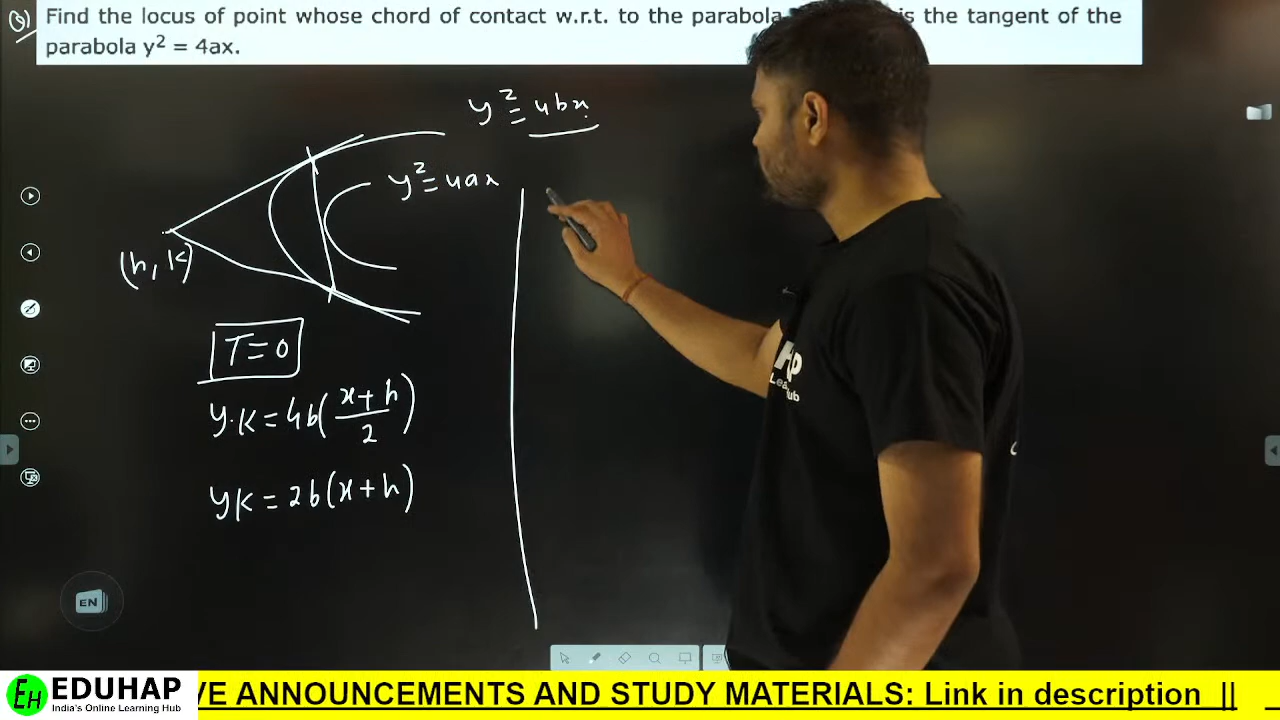 Q) Find the locus of point whose chord of contact w.r.t. to the parabola is the tangent of the
parabola y² = 4ax.
y² = 4bx
y² = 4ax
(h, k)
T=0
y.k = 4b(x+h/2)
yk = 2b(x+h)
EN
EH EDUHAP
India's Online Learning Hub
VE ANNOUNCEMENTS AND STUDY MATERIALS: Link in description ||